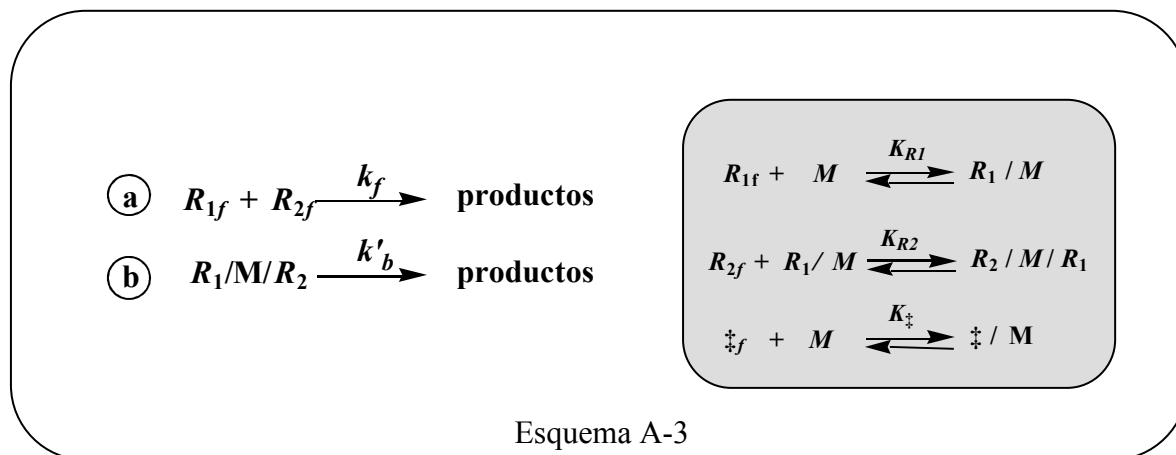 a R1f + R2f kf productos
b R1/M/R2 k'b productos
KR1
R1f + M R1 / M
KR2
R2f + R1/ M R2 / M / R1
K‡
‡f + M ‡ / M
Esquema A-3